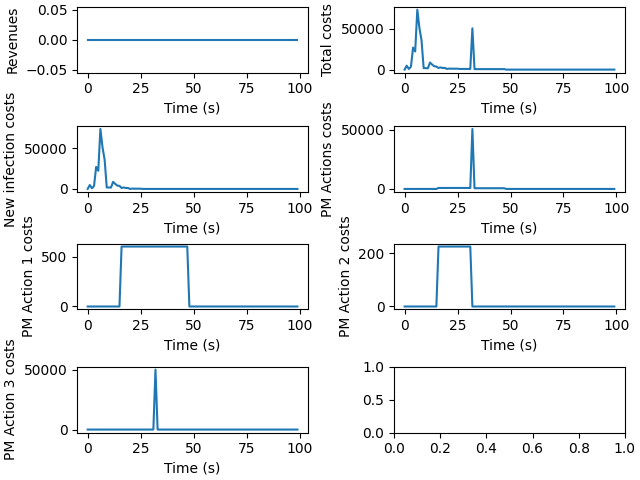 Revenues
0.05
0.00
−0.05
0 25 50 75 100
Time (s)
Total costs
50000
0
0 25 50 75 100
Time (s)
New infection costs
50000
0
0 25 50 75 100
Time (s)
PM Actions costs
50000
0
0 25 50 75 100
Time (s)
PM Action 1 costs
500
0
0 25 50 75 100
Time (s)
PM Action 2 costs
200
0
0 25 50 75 100
Time (s)
PM Action 3 costs
50000
0
0 25 50 75 100
Time (s)
1.0
0.5
0.0
0.0 0.2 0.4 0.6 0.8 1.0